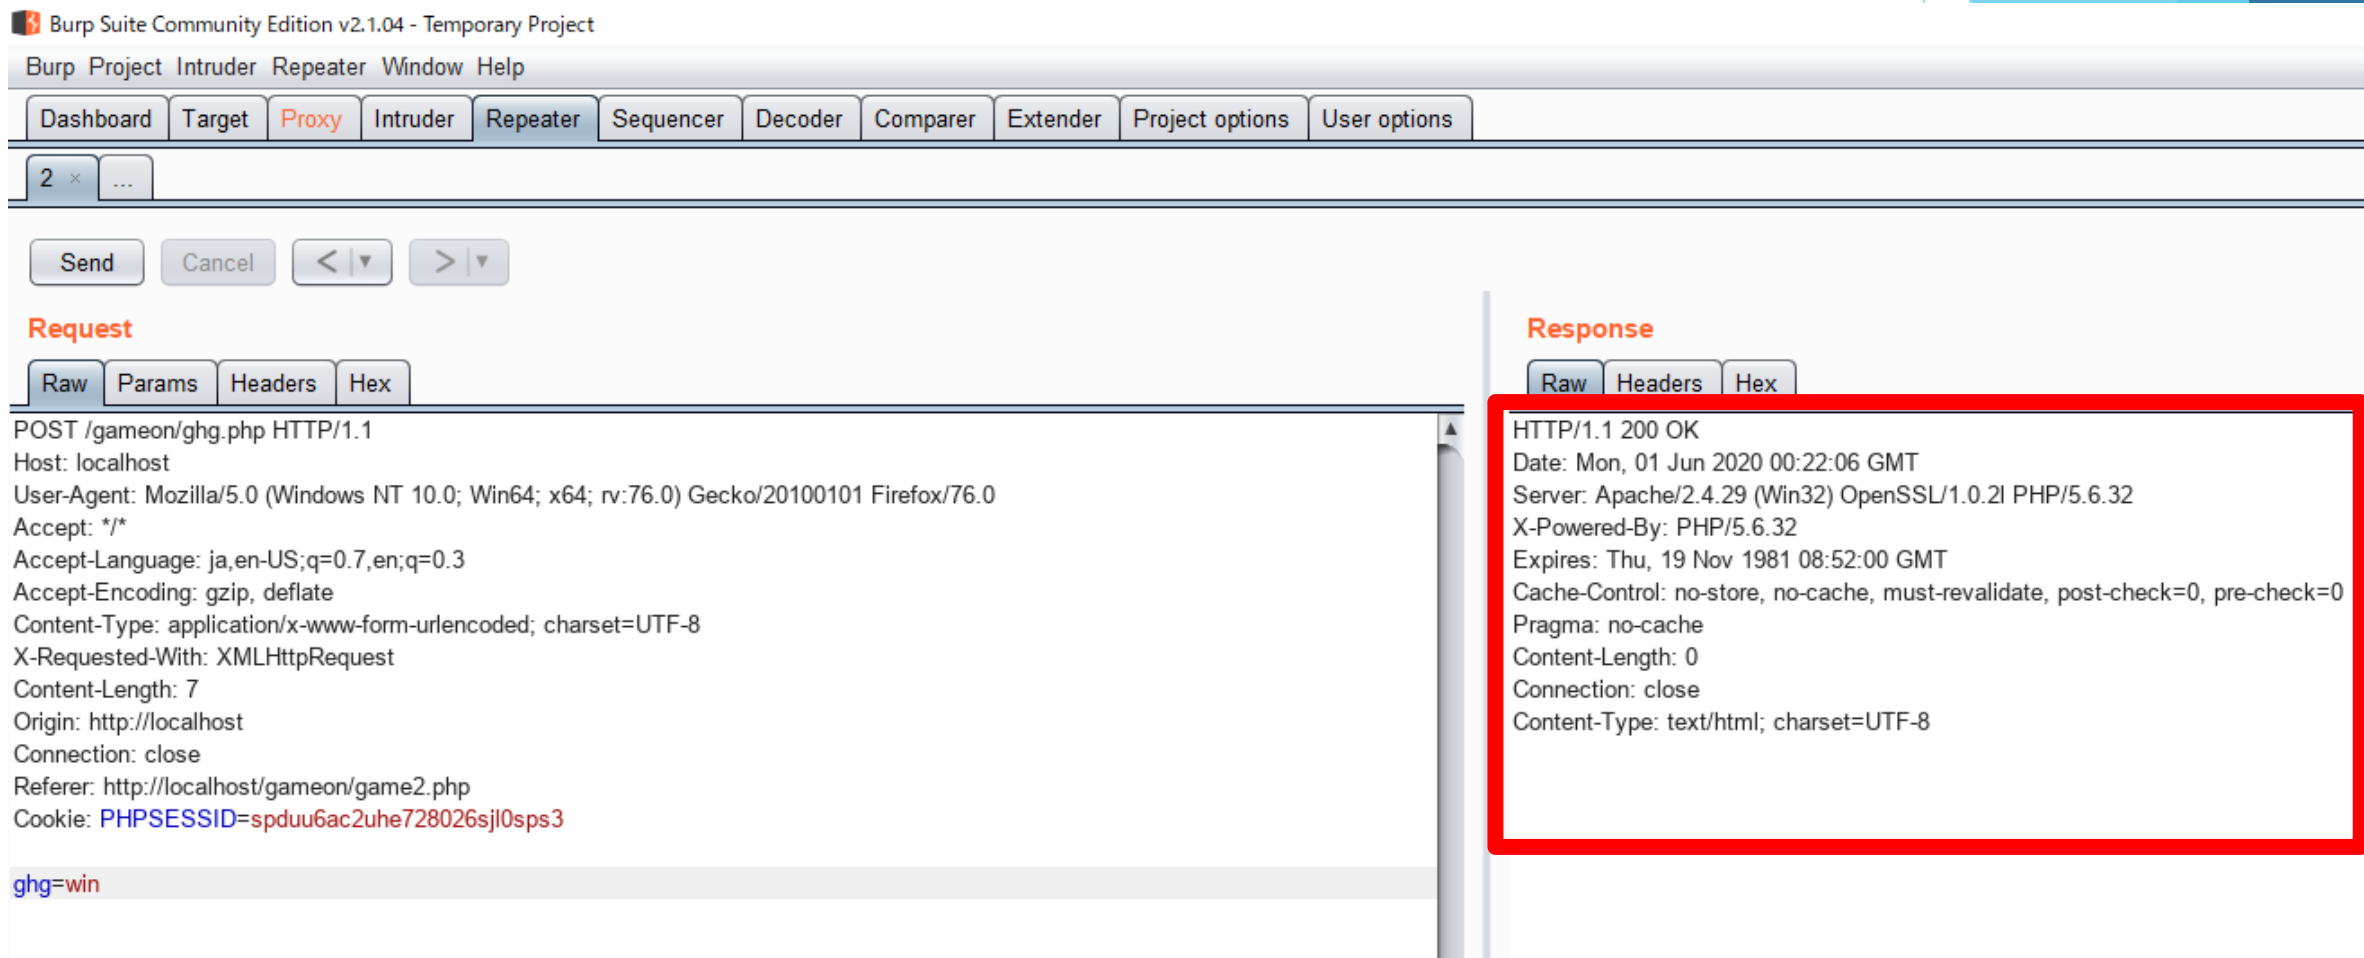 Burp Suite Community Edition v2.1.04 - Temporary Project
Burp Project Intruder Repeater Window Help
Dashboard Target Proxy Intruder Repeater Sequencer Decoder Comparer Extender Project options User options
2 × ...
Send Cancel < ▼ > ▼
Request
Raw Params Headers Hex
POST /gameon/ghg.php HTTP/1.1
Host: localhost
User-Agent: Mozilla/5.0 (Windows NT 10.0; Win64; x64; rv:76.0) Gecko/20100101 Firefox/76.0
Accept: */*
Accept-Language: ja,en-US;q=0.7,en;q=0.3
Accept-Encoding: gzip, deflate
Content-Type: application/x-www-form-urlencoded; charset=UTF-8
X-Requested-With: XMLHttpRequest
Content-Length: 7
Origin: http://localhost
Connection: close
Referer: http://localhost/gameon/game2.php
Cookie: PHPSESSID=spduu6ac2uhe728026sjl0sps3
ghg=win
Response
Raw Headers Hex
HTTP/1.1 200 OK
Date: Mon, 01 Jun 2020 00:22:06 GMT
Server: Apache/2.4.29 (Win32) OpenSSL/1.0.2l PHP/5.6.32
X-Powered-By: PHP/5.6.32
Expires: Thu, 19 Nov 1981 08:52:00 GMT
Cache-Control: no-store, no-cache, must-revalidate, post-check=0, pre-check=0
Pragma: no-cache
Content-Length: 0
Connection: close
Content-Type: text/html; charset=UTF-8